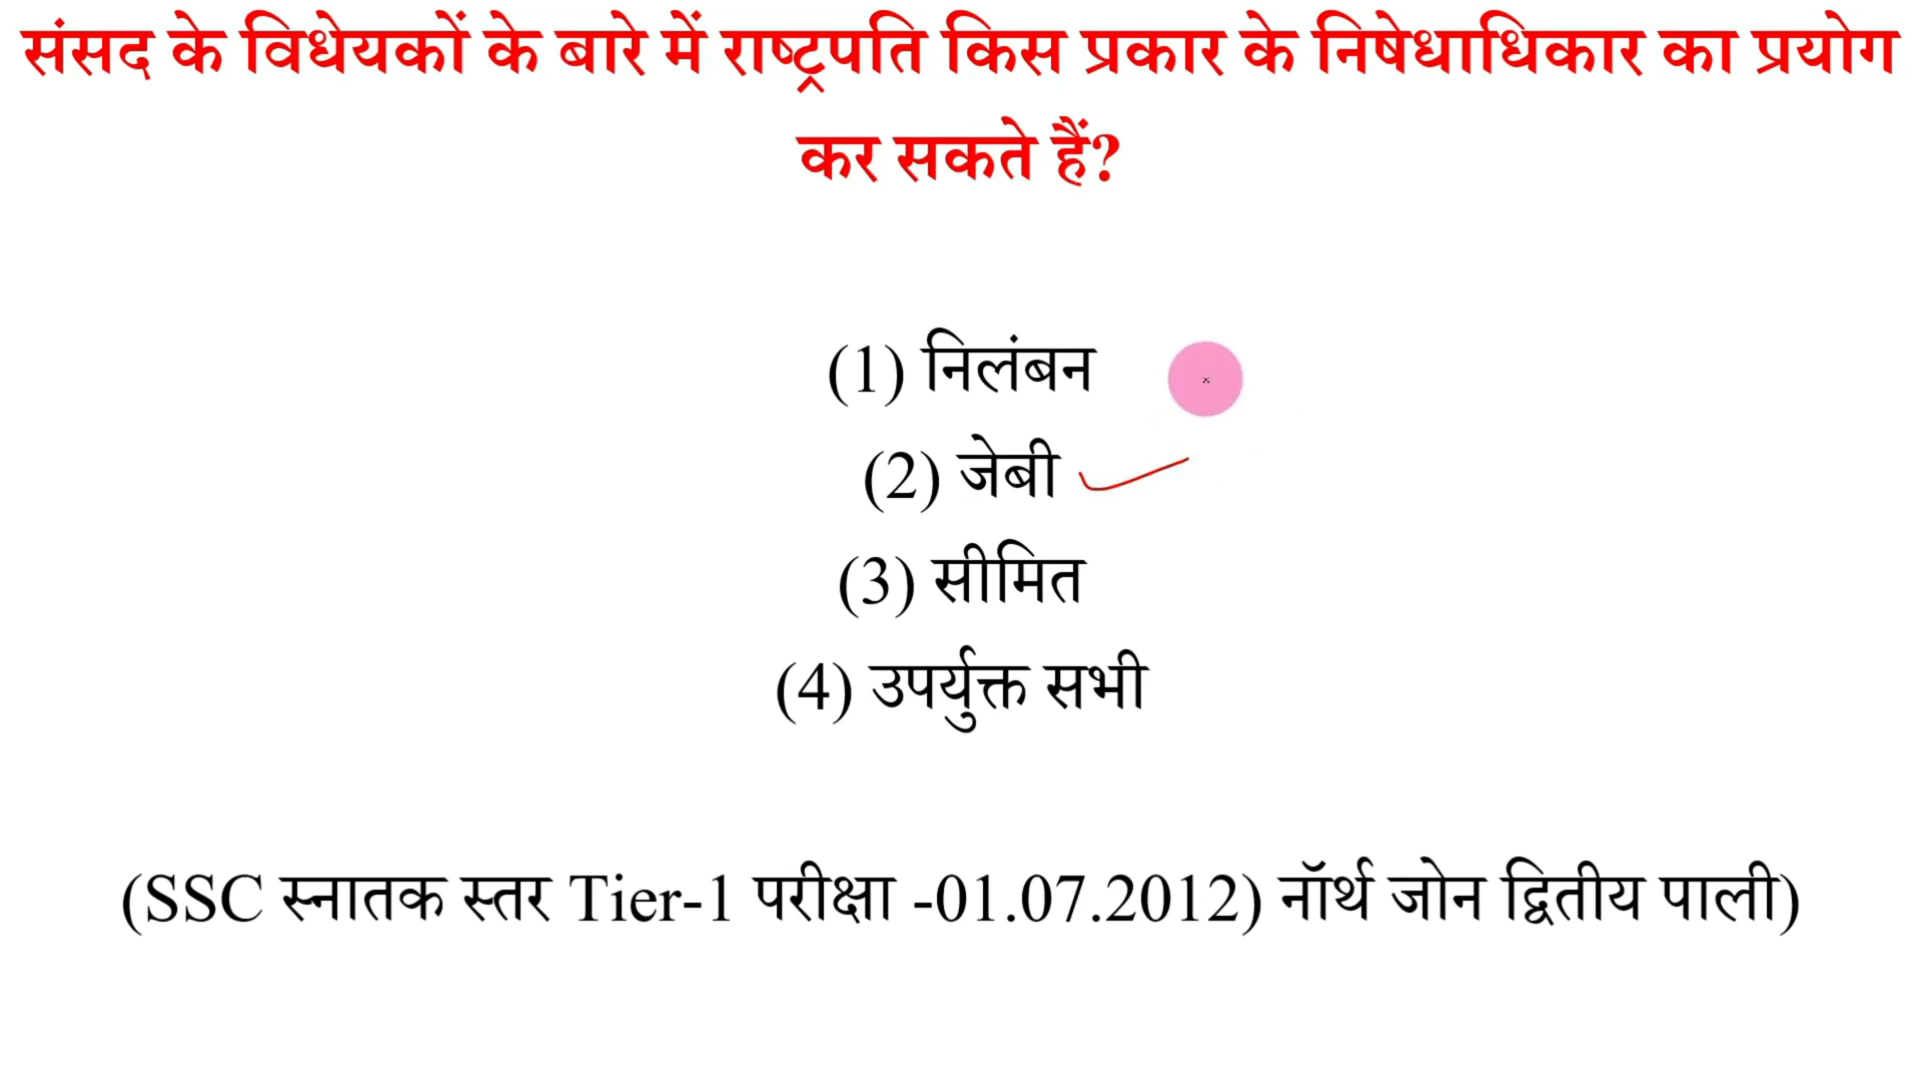 संसद के विधेयकों के बारे में राष्ट्रपति किस प्रकार के निषेधाधिकार का प्रयोग
कर सकते हैं?
(1) निलंबन
(2) जेबी
(3) सीमित
(4) उपर्युक्त सभी
(SSC स्नातक स्तर Tier-1 परीक्षा -01.07.2012) नॉर्थ जोन द्वितीय पाली)